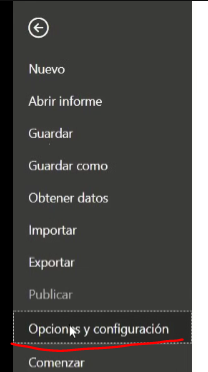 Nuevo
Abrir informe
Guardar
Guardar como
Obtener datos
Importar
Exportar
Publicar
Opciones y configuración
Comenzar